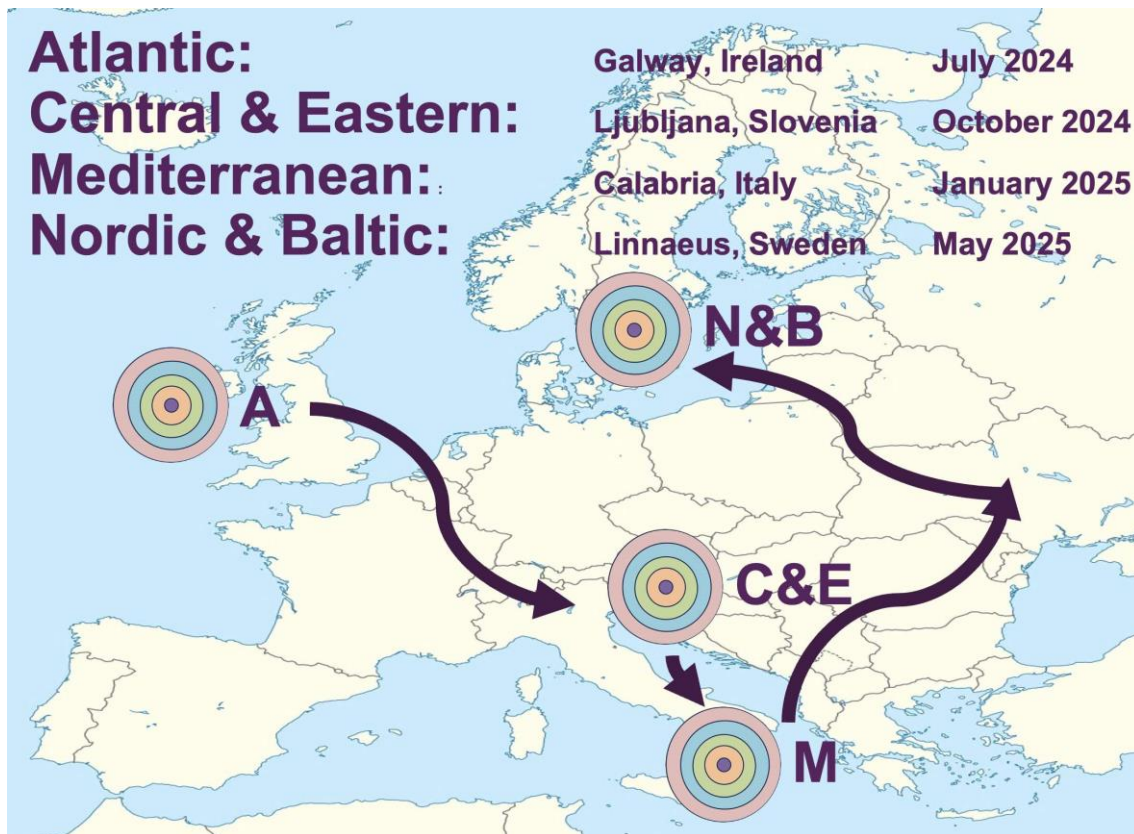 Atlantic: Galway, Ireland July 2024
Central & Eastern: Ljubljana, Slovenia October 2024
Mediterranean: : Calabria, Italy January 2025
Nordic & Baltic: Linnaeus, Sweden May 2025
N&B
A
C&E
M